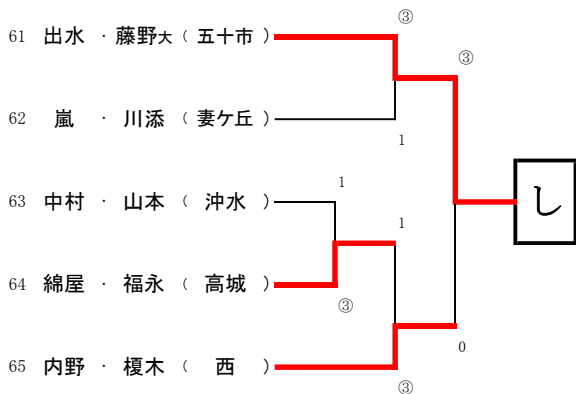 ③
61 出水 ・ 藤野大 ( 五十市 )
③
62 嵐 ・ 川添 ( 妻ケ丘 )
1
1
63 中村 ・ 山本 ( 沖水 )
し
1
64 綿屋 ・ 福永 ( 高城 )
③
0
65 内野 ・ 榎木 ( 西 )
③